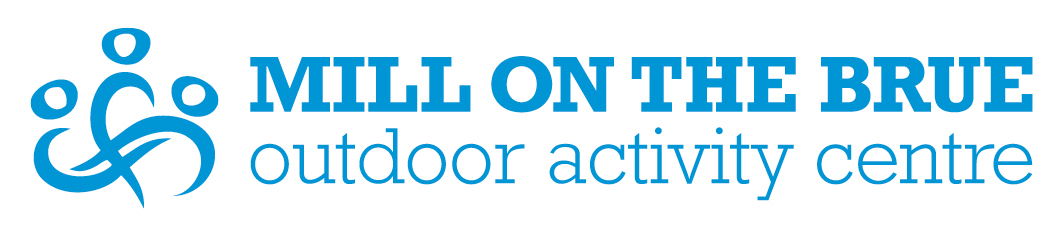 MILL ON THE BRUE
outdoor activity centre